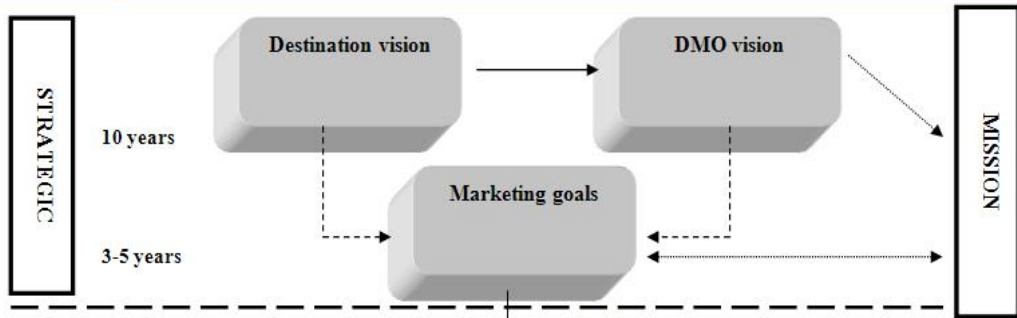 Destination vision
DMO vision
STRATEGIC
10 years
MISSION
Marketing goals
3-5 years